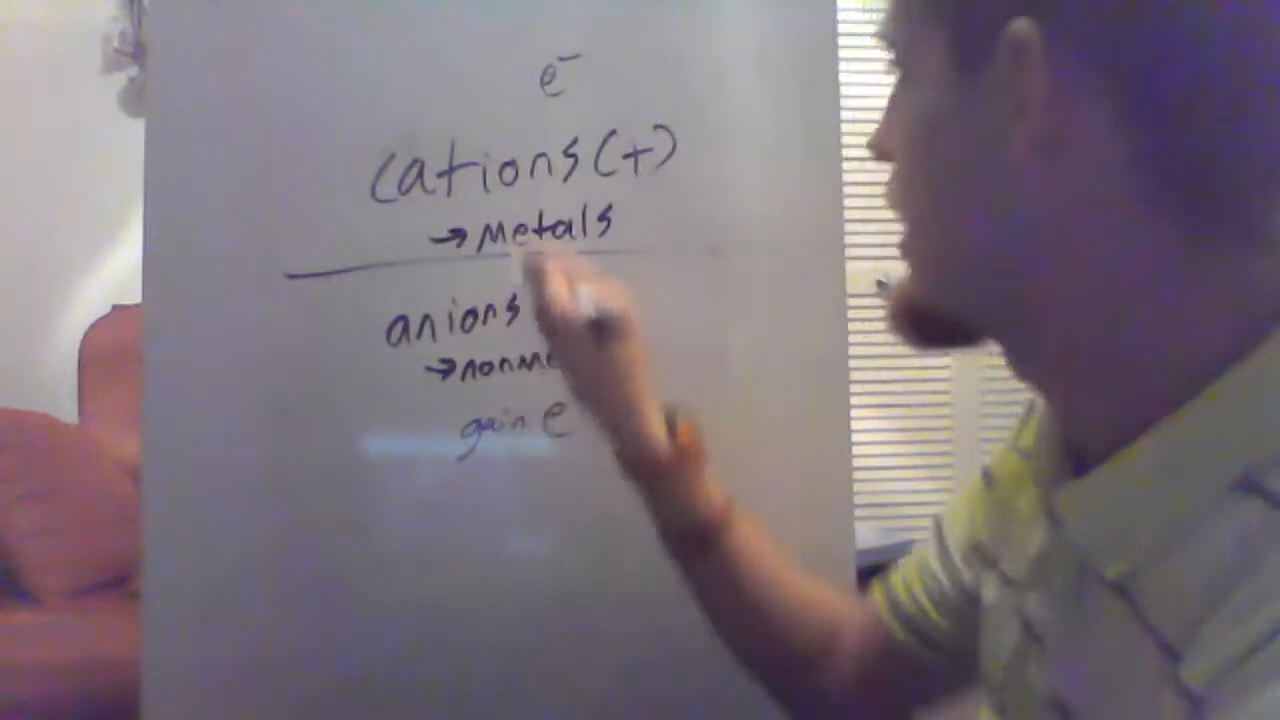 e⁻
cations (+)
→ Metals
anions
→ nonme
gain e